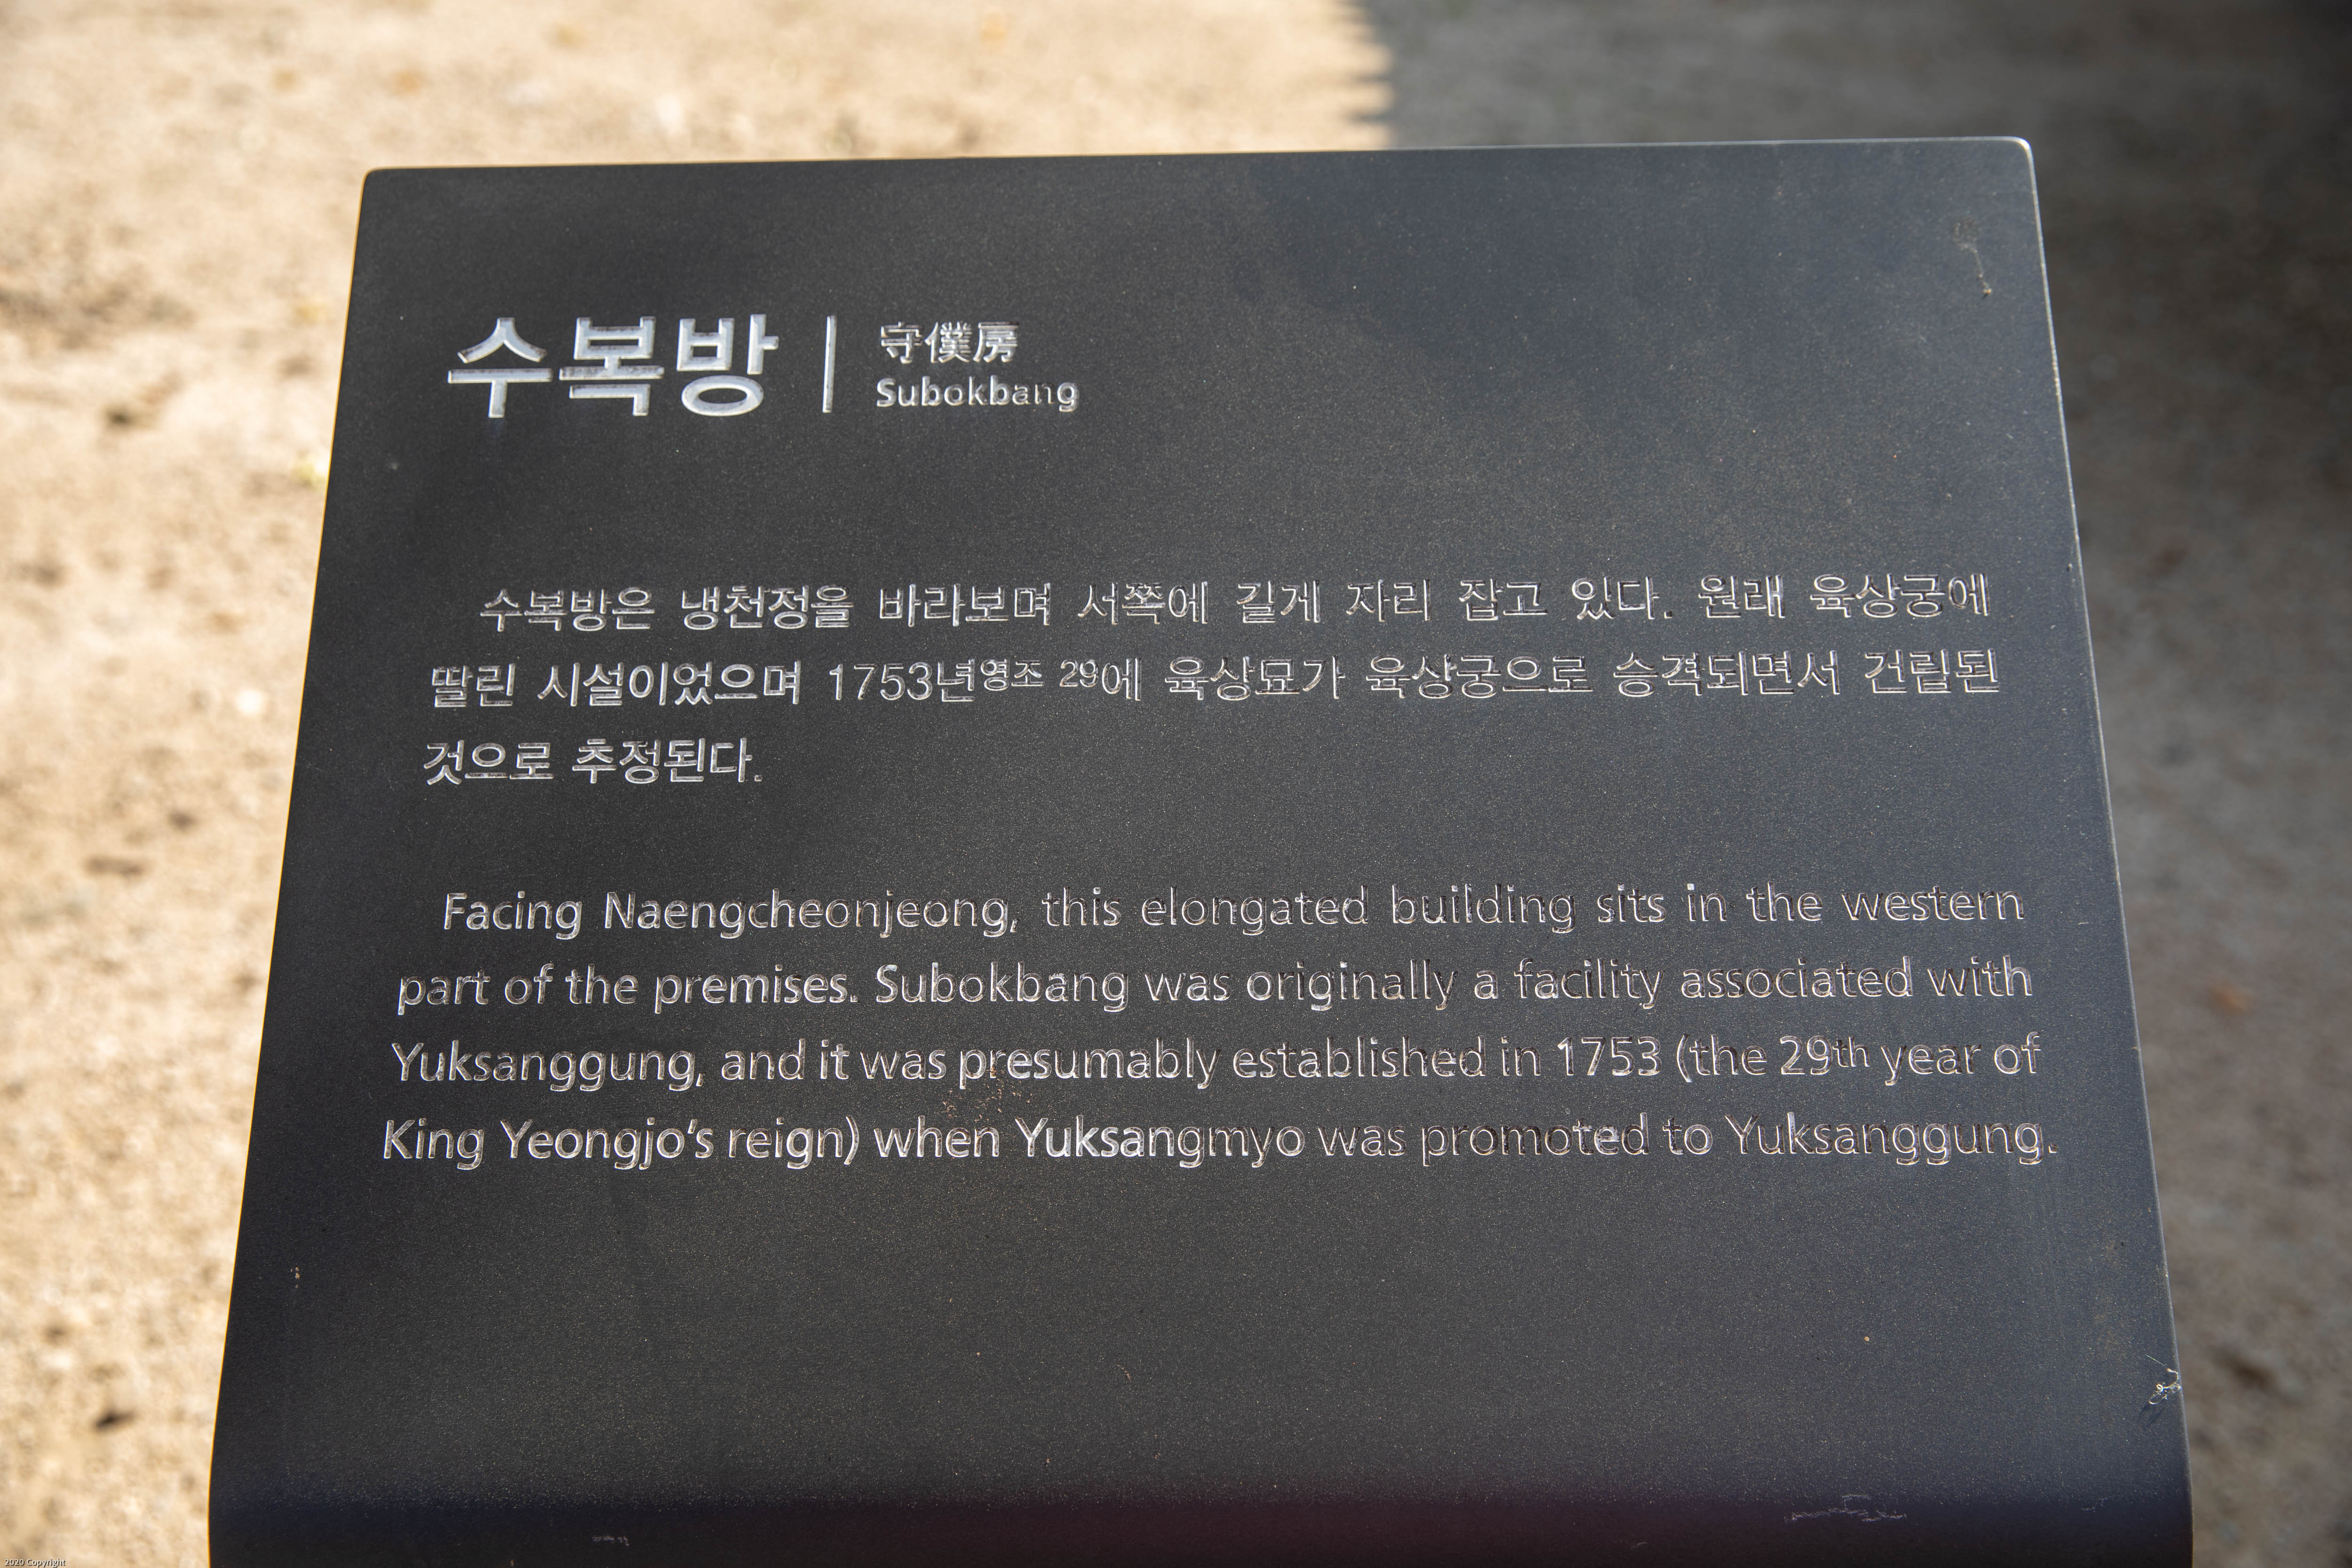 수복방
守僕房
Subokbang
수복방은 냉천정을 바라보며 서쪽에 길게 자리 잡고 있다. 원래 육상궁에
딸린 시설이었으며 1753년영조 29에 육상묘가 육상궁으로 승격되면서 건립된
것으로 추정된다.
Facing Naengcheonjeong, this elongated building sits in the western
part of the premises. Subokbang was originally a facility associated with
Yuksanggung, and it was presumably established in 1753 (the 29th year of
King Yeongjo's reign) when Yuksangmyo was promoted to Yuksanggung.
2020 Copyright